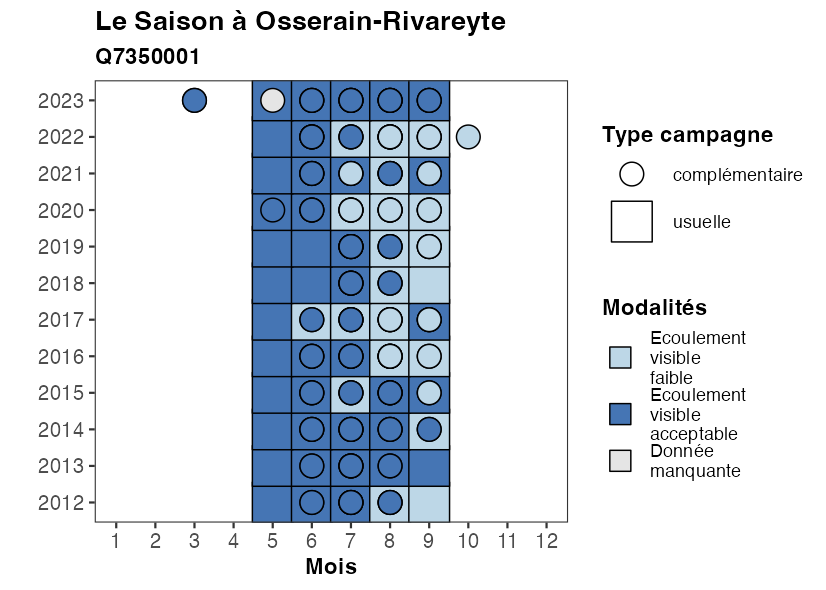 Le Saison à Osserain-Rivareyte
Q7350001
2023
2022
2021
2020
2019
2018
2017
2016
2015
2014
2013
2012
1 2 3 4 5 6 7 8 9 10 11 12
Mois
Type campagne
complémentaire
usuelle
Modalités
Ecoulement
visible
faible
Ecoulement
visible
acceptable
Donnée
manquante